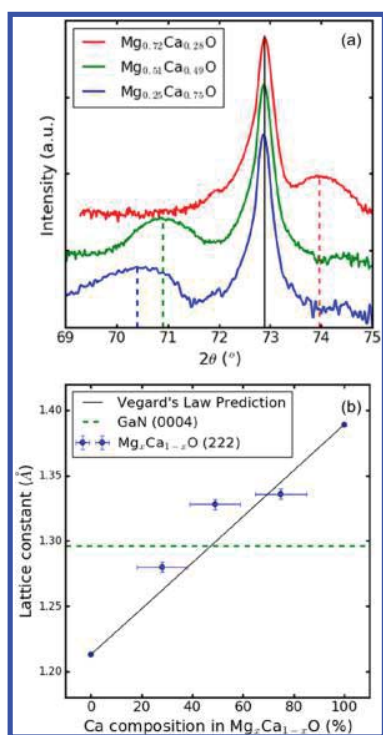 (a)
Mg₀.₇₂Ca₀.₂₈O
Mg₀.₅₁Ca₀.₄₉O
Mg₀.₂₅Ca₀.₇₅O
Intensity (a.u.)
69 70 71 72 73 74 75
2θ (°)
(b)
Vegard's Law Prediction
GaN (0004)
MgₓCa₁₋ₓO (222)
1.40
1.35
1.30
1.25
1.20
Lattice constant (Å)
0 20 40 60 80 100
Ca composition in MgₓCa₁₋ₓO (%)